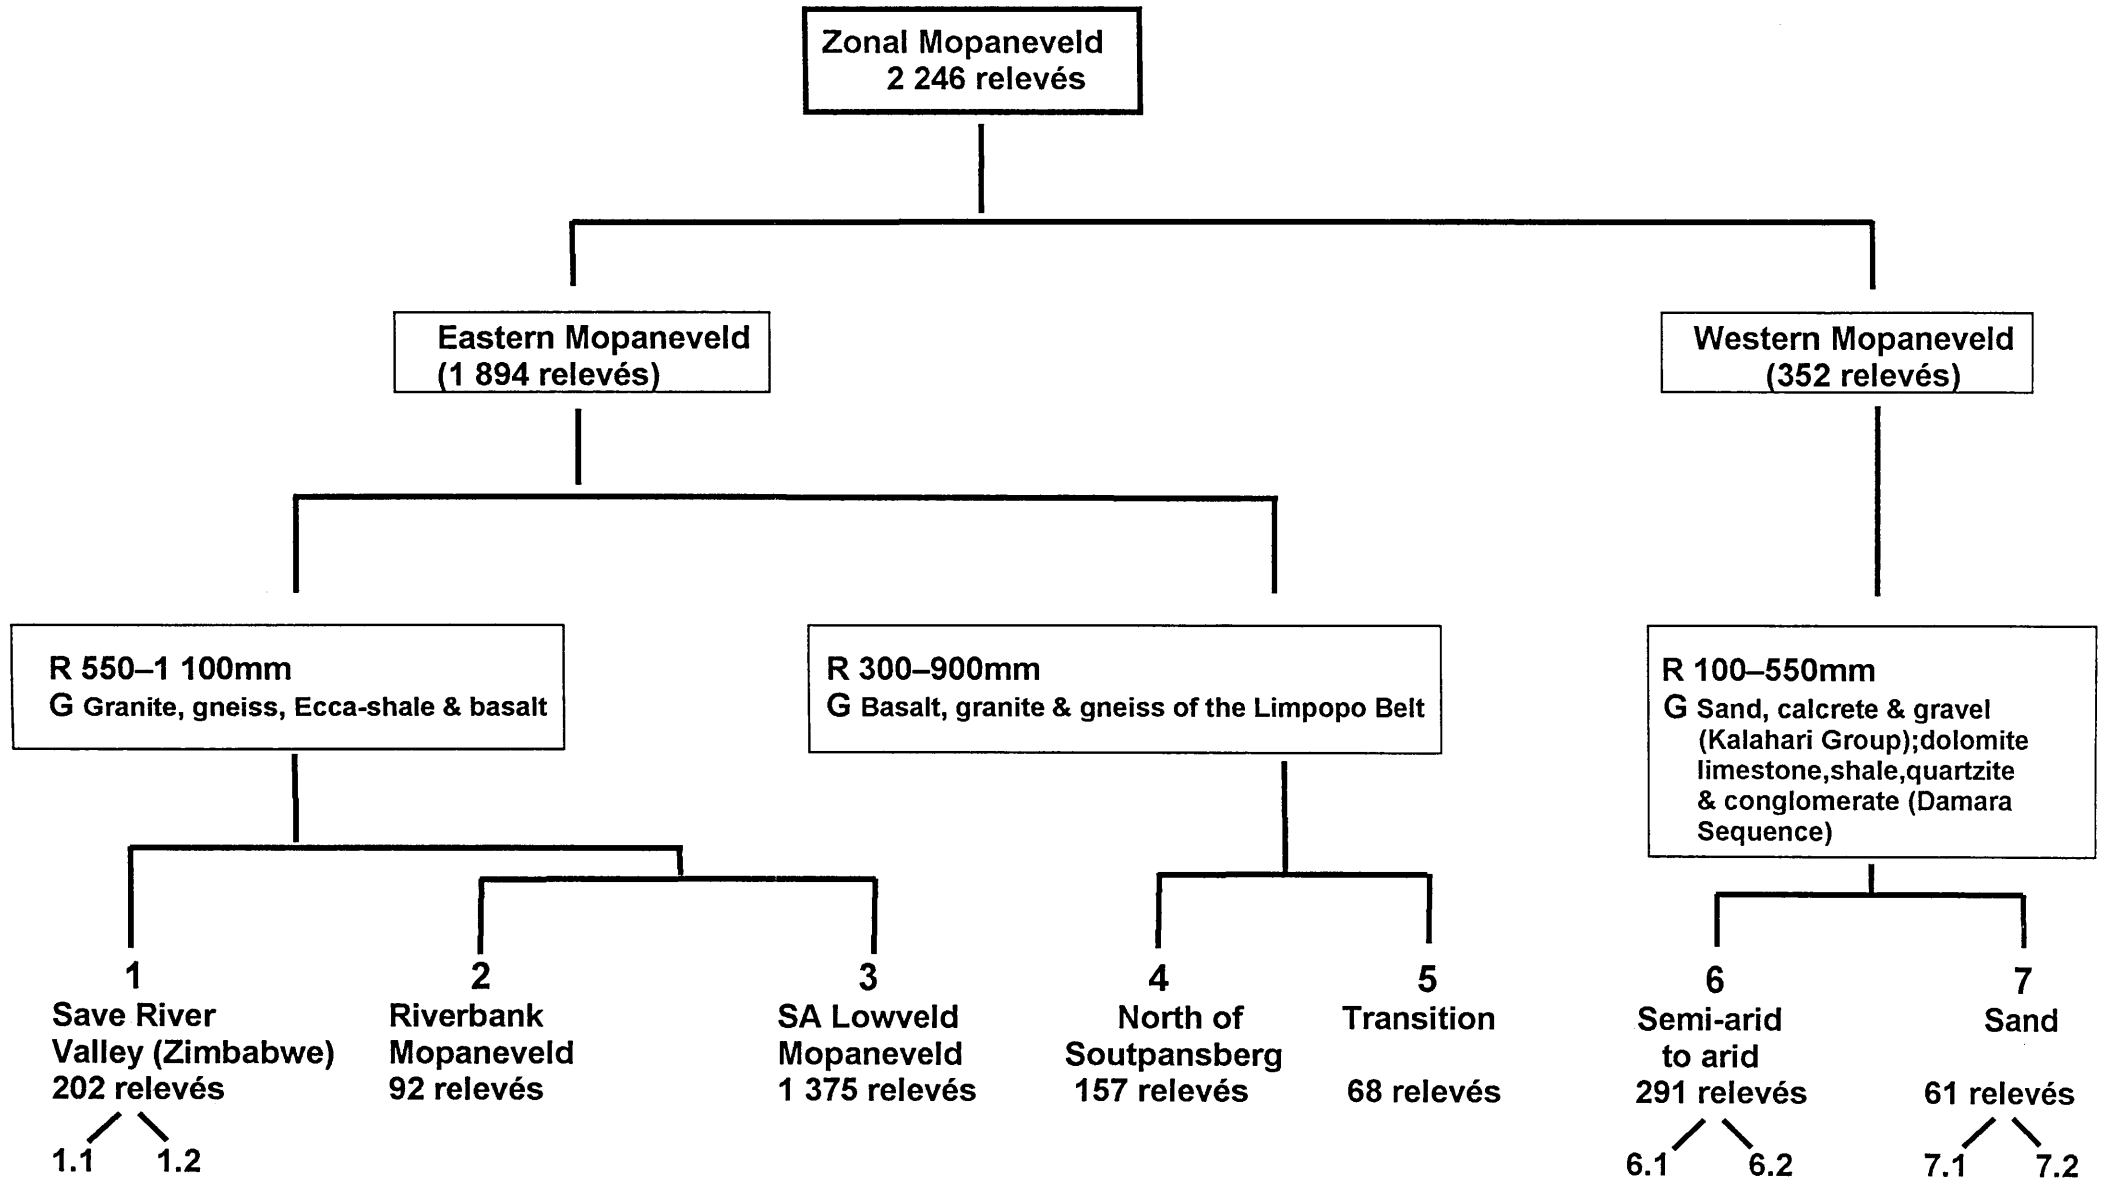 Zonal Mopaneveld
2 246 relevés
Eastern Mopaneveld
(1 894 relevés)
Western Mopaneveld
(352 relevés)
R 550–1 100mm
G Granite, gneiss, Ecca-shale & basalt
R 300–900mm
G Basalt, granite & gneiss of the Limpopo Belt
R 100–550mm
G Sand, calcrete & gravel
(Kalahari Group);dolomite
limestone,shale,quartzite
& conglomerate (Damara
Sequence)
1
Save River
Valley (Zimbabwe)
202 relevés
1.1 1.2
2
Riverbank
Mopaneveld
92 relevés
3
SA Lowveld
Mopaneveld
1 375 relevés
4
North of
Soutpansberg
157 relevés
5
Transition
68 relevés
6
Semi-arid
to arid
291 relevés
6.1 6.2
7
Sand
61 relevés
7.1 7.2